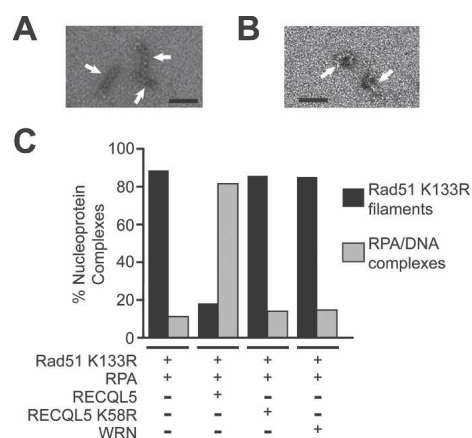 A
B
C
100
80
60
40
20
0
% Nucleoprotein
Complexes
Rad51 K133R
filaments
RPA/DNA
complexes
Rad51 K133R + + + +
RPA + + + +
RECQL5 - + - -
RECQL5 K58R - - + -
WRN - - - +